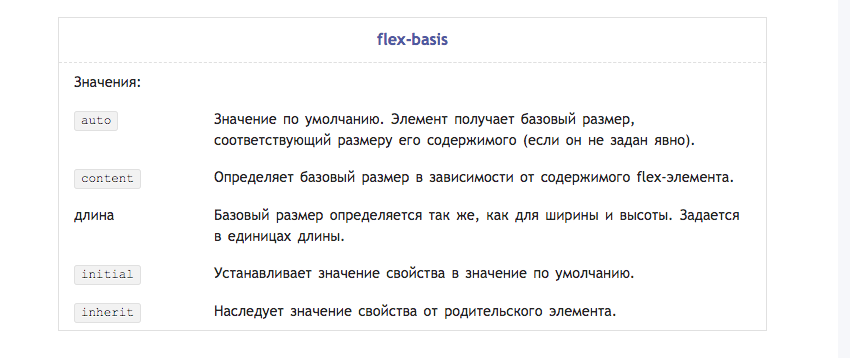 flex-basis
Значения:
auto
Значение по умолчанию. Элемент получает базовый размер,
соответствующий размеру его содержимого (если он не задан явно).
content
Определяет базовый размер в зависимости от содержимого flex-элемента.
длина
Базовый размер определяется так же, как для ширины и высоты. Задается
в единицах длины.
initial
Устанавливает значение свойства в значение по умолчанию.
inherit
Наследует значение свойства от родительского элемента.